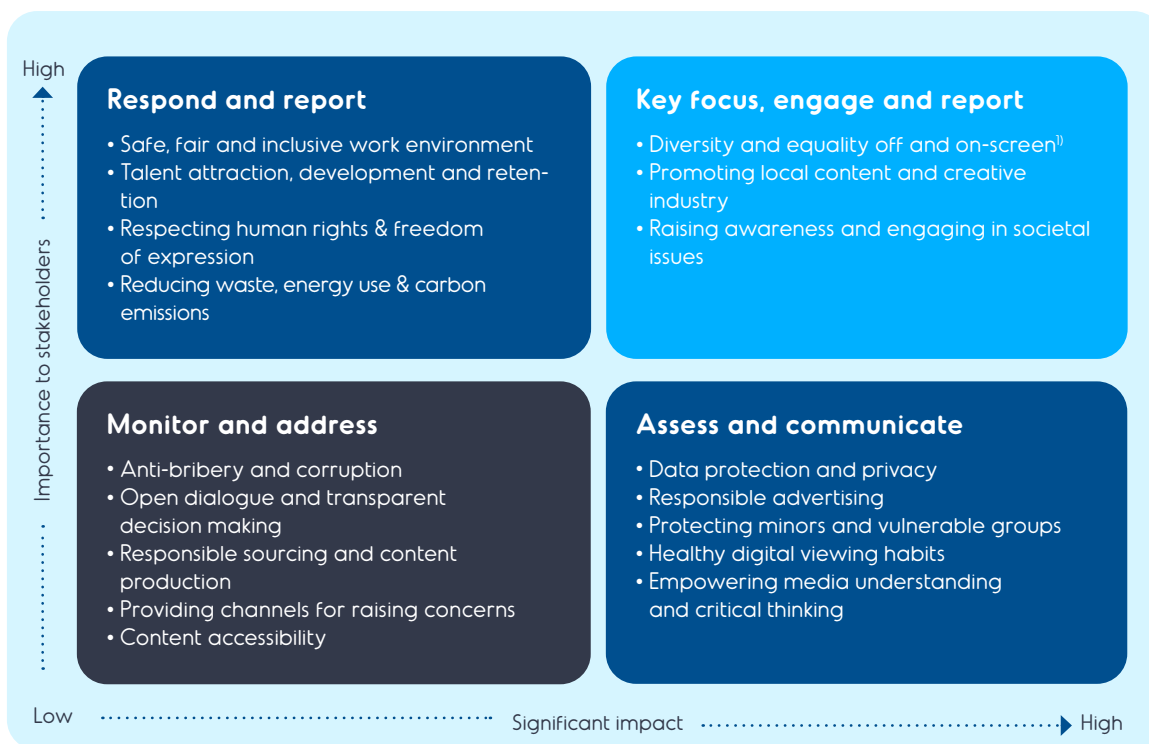 High
Respond and report
• Safe, fair and inclusive work environment
• Talent attraction, development and reten-
tion
• Respecting human rights & freedom
of expression
• Reducing waste, energy use & carbon
emissions
Key focus, engage and report
• Diversity and equality off and on-screen¹⁾
• Promoting local content and creative
industry
• Raising awareness and engaging in societal
issues
Importance to stakeholders
Monitor and address
• Anti-bribery and corruption
• Open dialogue and transparent
decision making
• Responsible sourcing and content
production
• Providing channels for raising concerns
• Content accessibility
Assess and communicate
• Data protection and privacy
• Responsible advertising
• Protecting minors and vulnerable groups
• Healthy digital viewing habits
• Empowering media understanding
and critical thinking
Low
Significant impact
High